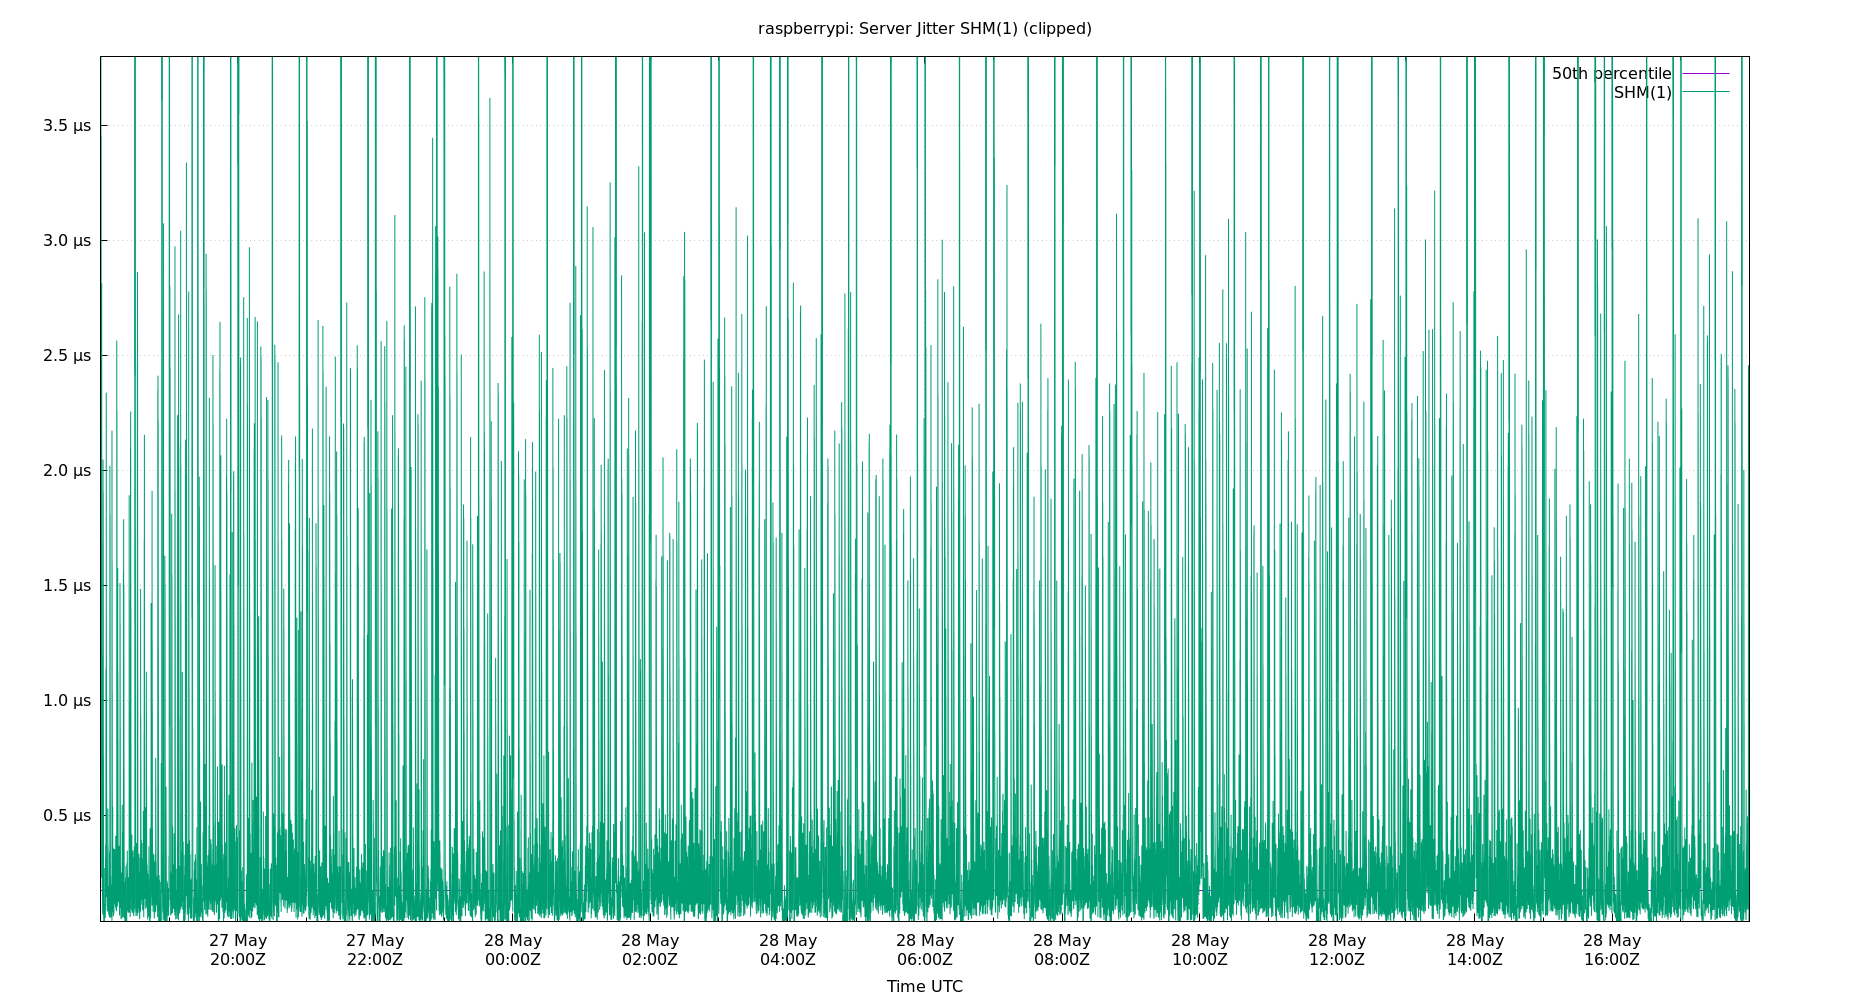 raspberrypi: Server Jitter SHM(1) (clipped)
50th percentile
SHM(1)
3.5 µs
3.0 µs
2.5 µs
2.0 µs
1.5 µs
1.0 µs
0.5 µs
27 May 27 May 28 May 28 May 28 May 28 May 28 May 28 May 28 May 28 May 28 May
20:00Z 22:00Z 00:00Z 02:00Z 04:00Z 06:00Z 08:00Z 10:00Z 12:00Z 14:00Z 16:00Z
Time UTC